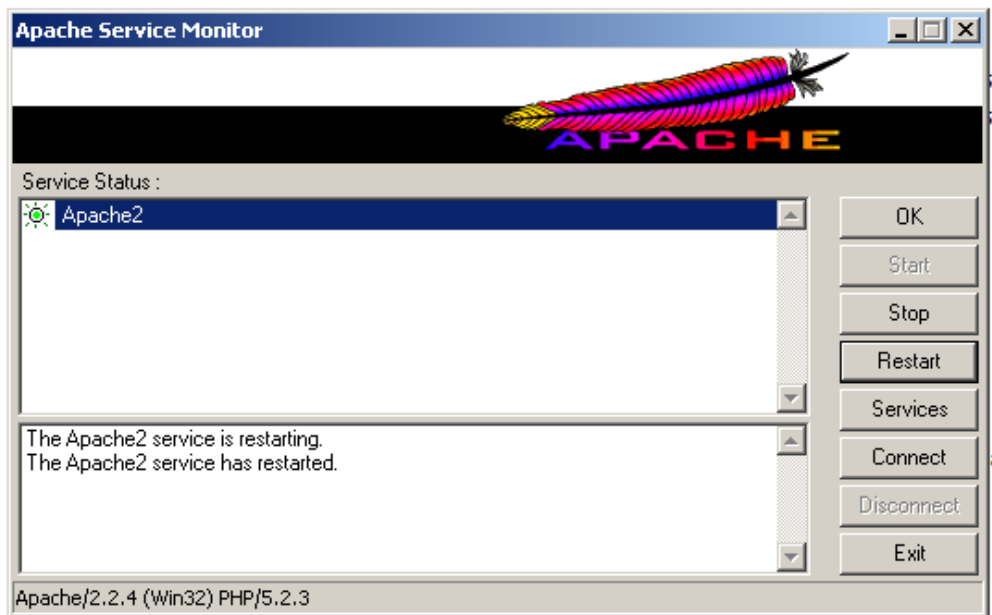 Apache Service Monitor
APACHE
Service Status :
Apache2
OK
Start
Stop
Restart
Services
Connect
Disconnect
Exit
The Apache2 service is restarting.
The Apache2 service has restarted.
Apache/2.2.4 (Win32) PHP/5.2.3